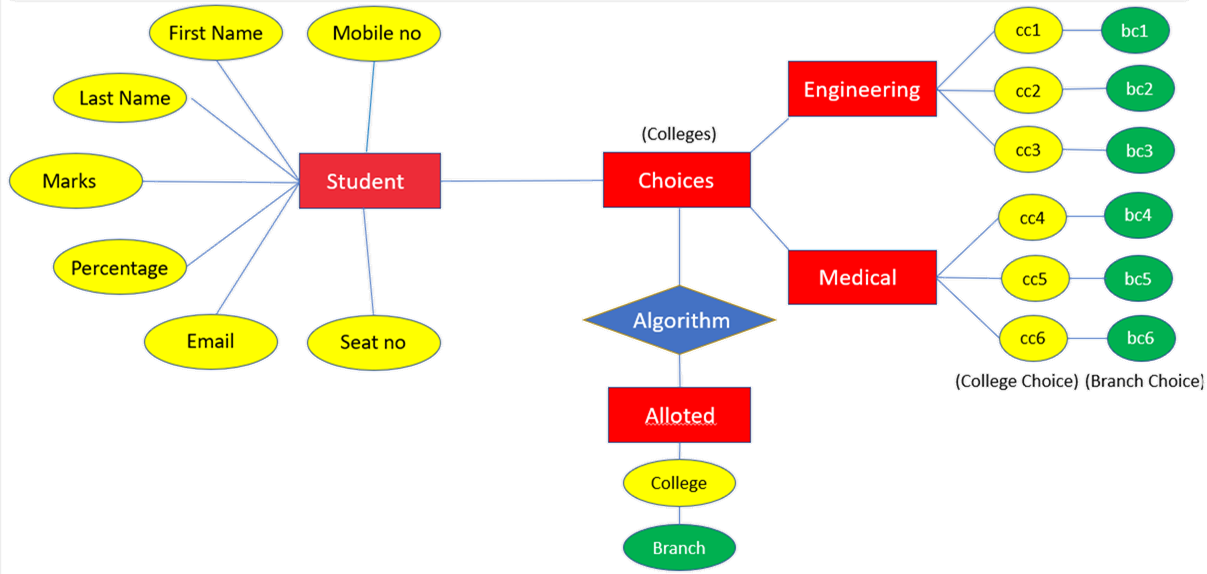 First Name
Mobile no
Last Name
Marks
Percentage
Email
Seat no
Student
(Colleges)
Choices
Engineering
cc1
bc1
cc2
bc2
cc3
bc3
Medical
cc4
bc4
cc5
bc5
cc6
bc6
(College Choice) (Branch Choice)
Algorithm
Alloted
College
Branch